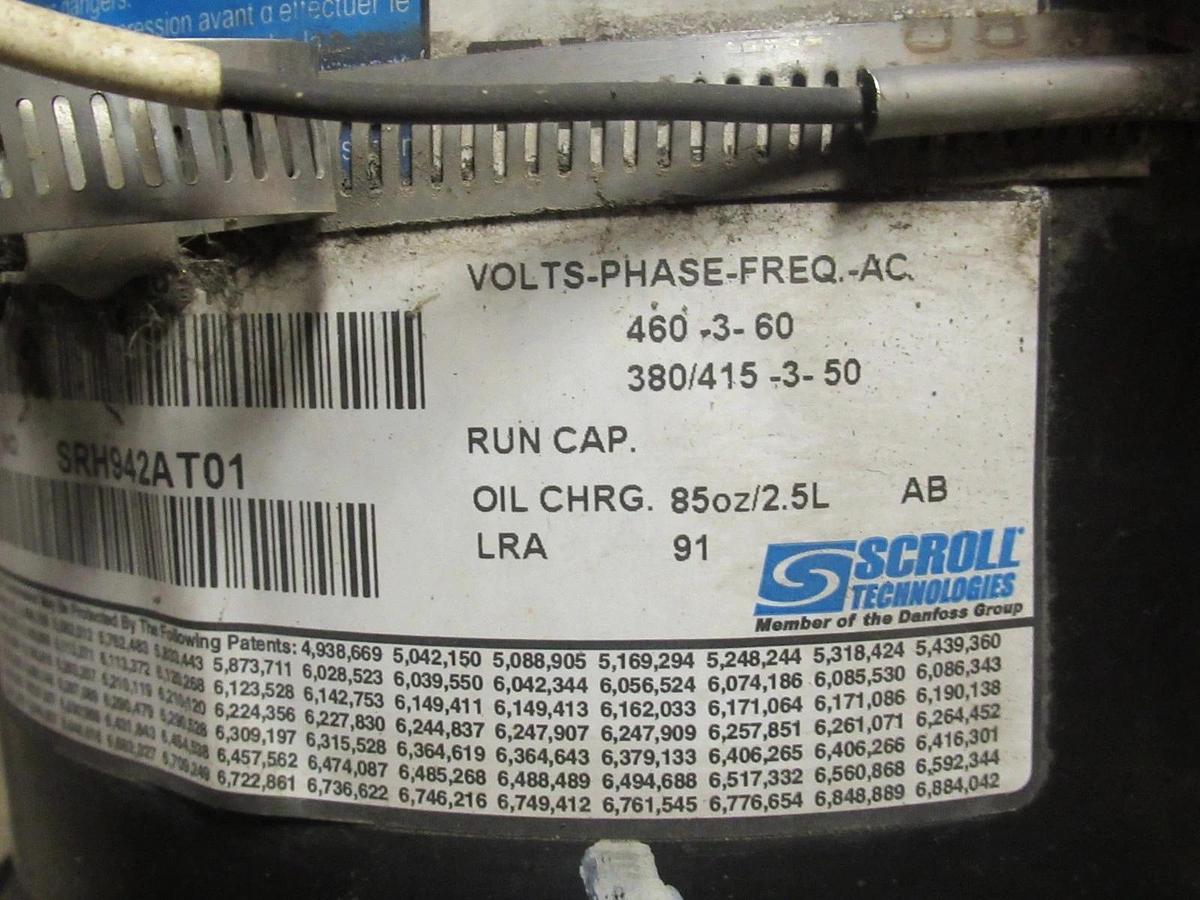 dangers.
ression avant d'effectuer le
VOLTS-PHASE-FREQ.-AC.
460 -3- 60
380/415 -3- 50
RUN CAP.
SRH942AT01
OIL CHRG. 85oz/2.5L AB
LRA 91
SCROLL
TECHNOLOGIES
Member of the Danfoss Group
Be Protected By The Following Patents: 4,938,669 5,042,150 5,088,905 5,169,294 5,248,244 5,318,424 5,439,360
5,873,711 6,028,523 6,039,550 6,042,344 6,056,524 6,074,186 6,085,530 6,086,343
6,123,528 6,142,753 6,149,411 6,149,413 6,162,033 6,171,064 6,171,086 6,190,138
6,224,356 6,227,830 6,244,837 6,247,907 6,247,909 6,257,851 6,261,071 6,264,452
6,309,197 6,315,528 6,364,619 6,364,643 6,379,133 6,406,265 6,406,266 6,416,301
6,457,562 6,474,087 6,485,268 6,488,489 6,494,688 6,517,332 6,560,868 6,592,344
6,722,861 6,736,622 6,746,216 6,749,412 6,761,545 6,776,654 6,848,889 6,884,042